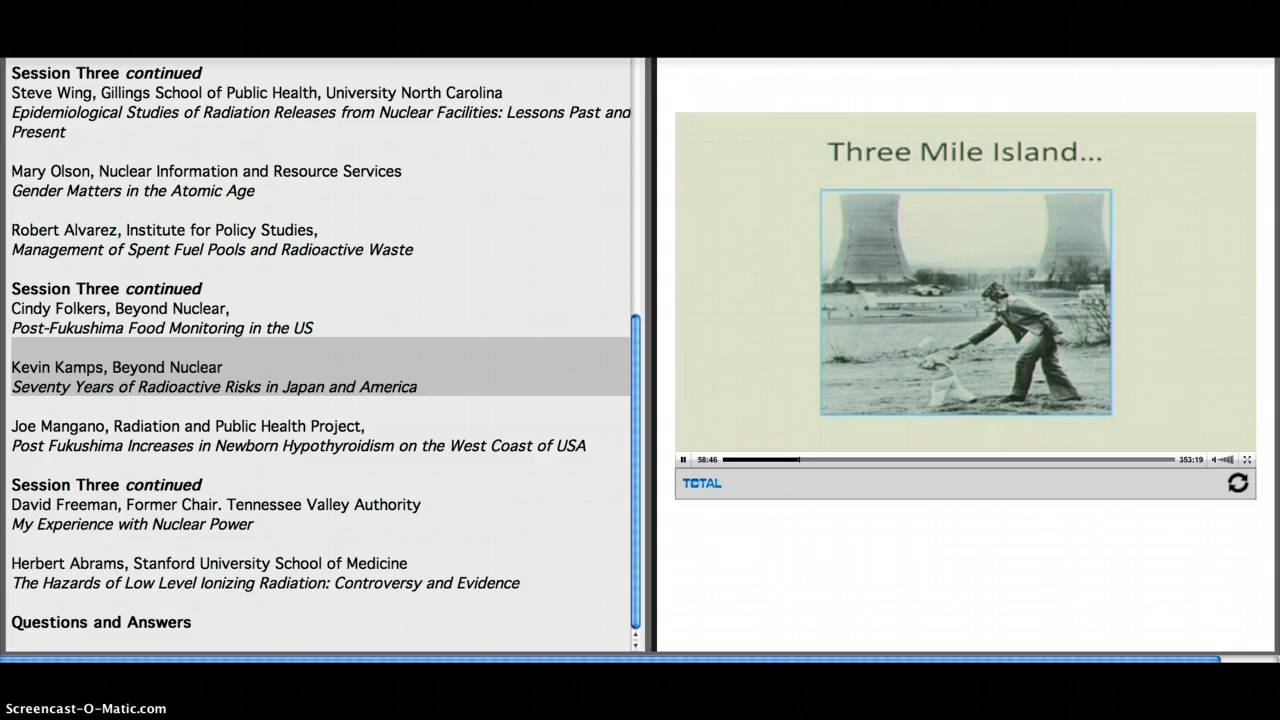 Session Three continued
Steve Wing, Gillings School of Public Health, University North Carolina
Epidemiological Studies of Radiation Releases from Nuclear Facilities: Lessons Past and
Present
Mary Olson, Nuclear Information and Resource Services
Gender Matters in the Atomic Age
Robert Alvarez, Institute for Policy Studies,
Management of Spent Fuel Pools and Radioactive Waste
Session Three continued
Cindy Folkers, Beyond Nuclear,
Post-Fukushima Food Monitoring in the US
Kevin Kamps, Beyond Nuclear
Seventy Years of Radioactive Risks in Japan and America
Joe Mangano, Radiation and Public Health Project,
Post Fukushima Increases in Newborn Hypothyroidism on the West Coast of USA
Session Three continued
David Freeman, Former Chair. Tennessee Valley Authority
My Experience with Nuclear Power
Herbert Abrams, Stanford University School of Medicine
The Hazards of Low Level Ionizing Radiation: Controversy and Evidence
Questions and Answers
Three Mile Island...
58:46 353:19
TOTAL
Screencast-O-Matic.com